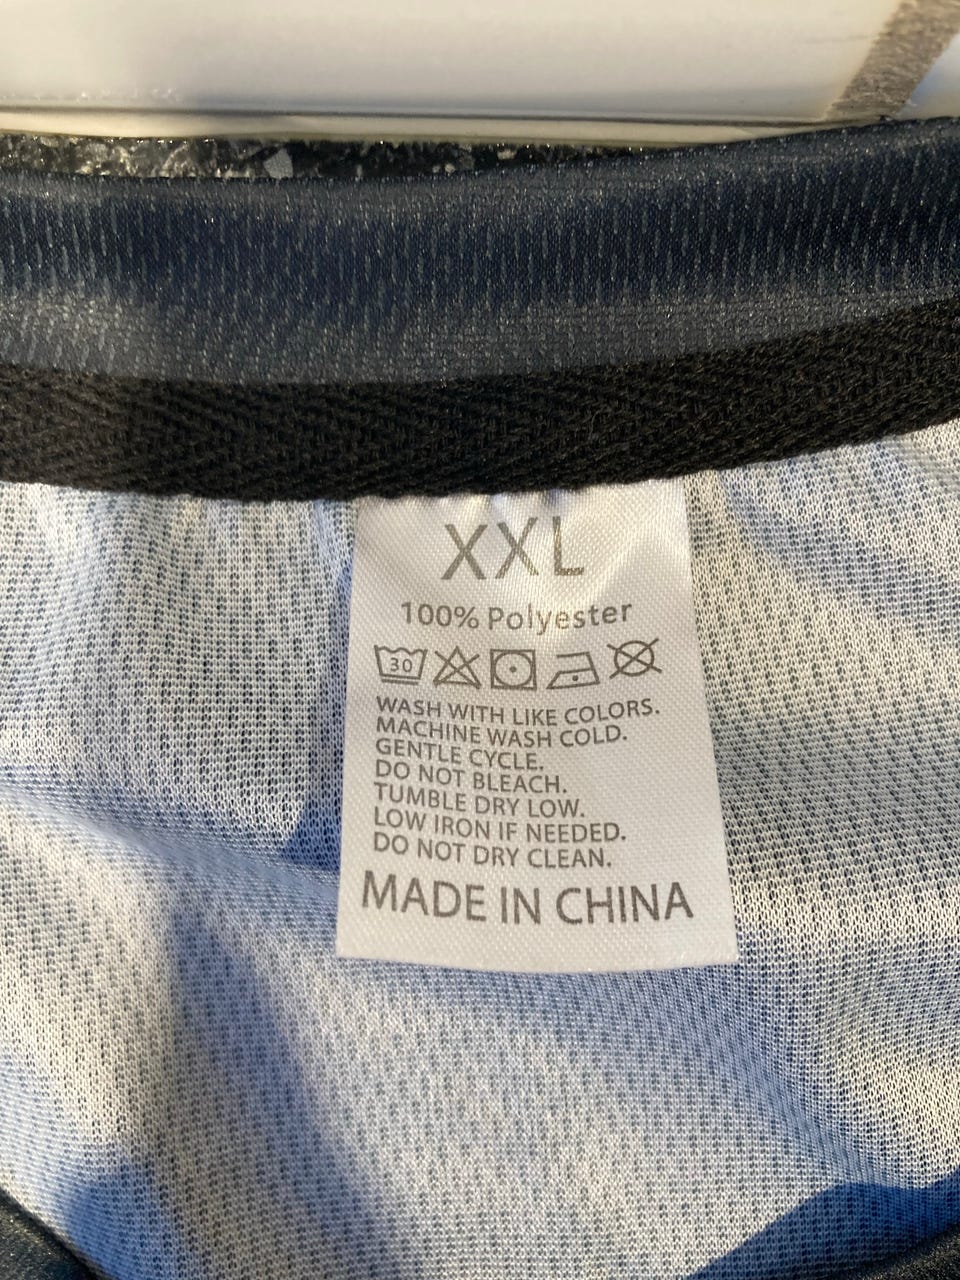 XXL
100% Polyester
30
WASH WITH LIKE COLORS.
MACHINE WASH COLD.
GENTLE CYCLE.
DO NOT BLEACH.
TUMBLE DRY LOW.
LOW IRON IF NEEDED.
DO NOT DRY CLEAN.
MADE IN CHINA